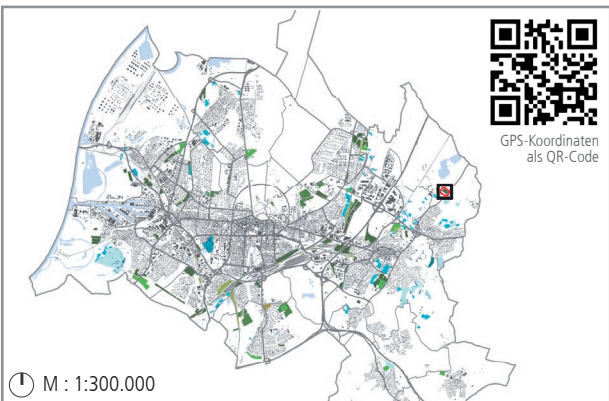 GPS-Koordinaten
als QR-Code
M : 1:300.000